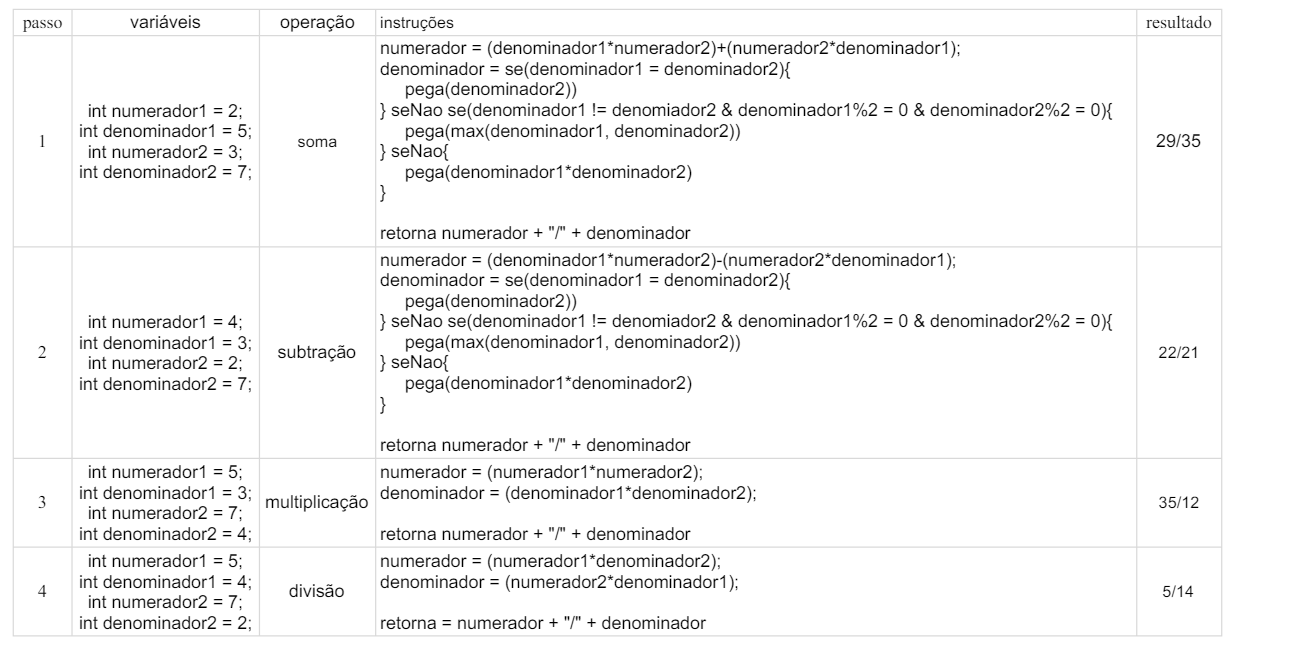 passo variáveis operação instruções resultado
1
int numerador1 = 2;
int denominador1 = 5;
int numerador2 = 3;
int denominador2 = 7;
soma
numerador = (denominador1*numerador2)+(numerador2*denominador1);
denominador = se(denominador1 = denominador2){
pega(denominador2))
} seNao se(denominador1 != denomiador2 & denominador1%2 = 0 & denominador2%2 = 0){
pega(max(denominador1, denominador2))
} seNao{
pega(denominador1*denominador2)
}
retorna numerador + "/" + denominador
29/35
2
int numerador1 = 4;
int denominador1 = 3;
int numerador2 = 2;
int denominador2 = 7;
subtração
numerador = (denominador1*numerador2)-(numerador2*denominador1);
denominador = se(denominador1 = denominador2){
pega(denominador2))
} seNao se(denominador1 != denomiador2 & denominador1%2 = 0 & denominador2%2 = 0){
pega(max(denominador1, denominador2))
} seNao{
pega(denominador1*denominador2)
}
retorna numerador + "/" + denominador
22/21
3
int numerador1 = 5;
int denominador1 = 3;
int numerador2 = 7;
int denominador2 = 4;
multiplicação
numerador = (numerador1*numerador2);
denominador = (denominador1*denominador2);
retorna numerador + "/" + denominador
35/12
4
int numerador1 = 5;
int denominador1 = 4;
int numerador2 = 7;
int denominador2 = 2;
divisão
numerador = (numerador1*denominador2);
denominador = (numerador2*denominador1);
retorna = numerador + "/" + denominador
5/14